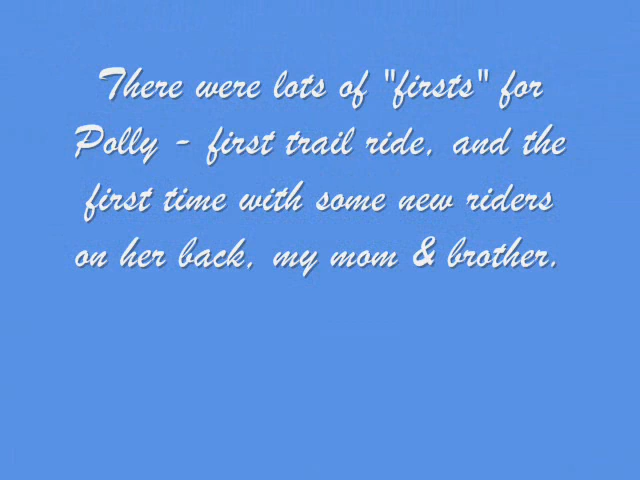 There were lots of "firsts" for
Polly - first trail ride, and the
first time with some new riders
on her back, my mom & brother.